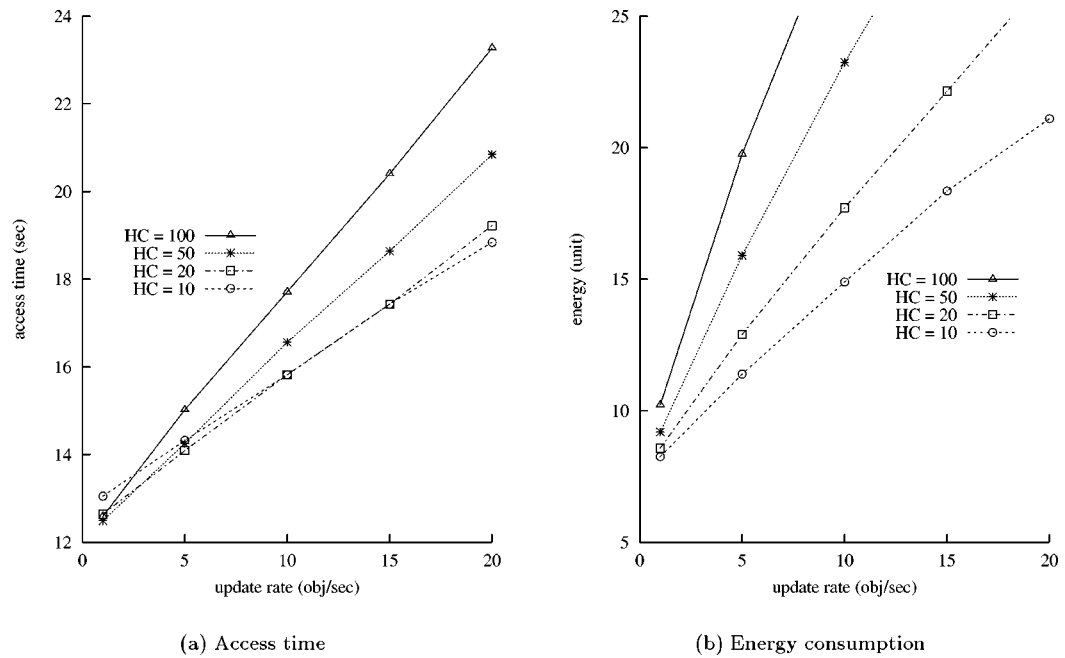 24
22
20
18
16
14
12
access time (sec)
HC = 100
HC = 50
HC = 20
HC = 10
0
5
10
15
20
update rate (obj/sec)
(a) Access time
25
20
15
10
5
energy (unit)
HC = 100
HC = 50
HC = 20
HC = 10
0
5
10
15
20
update rate (obj/sec)
(b) Energy consumption